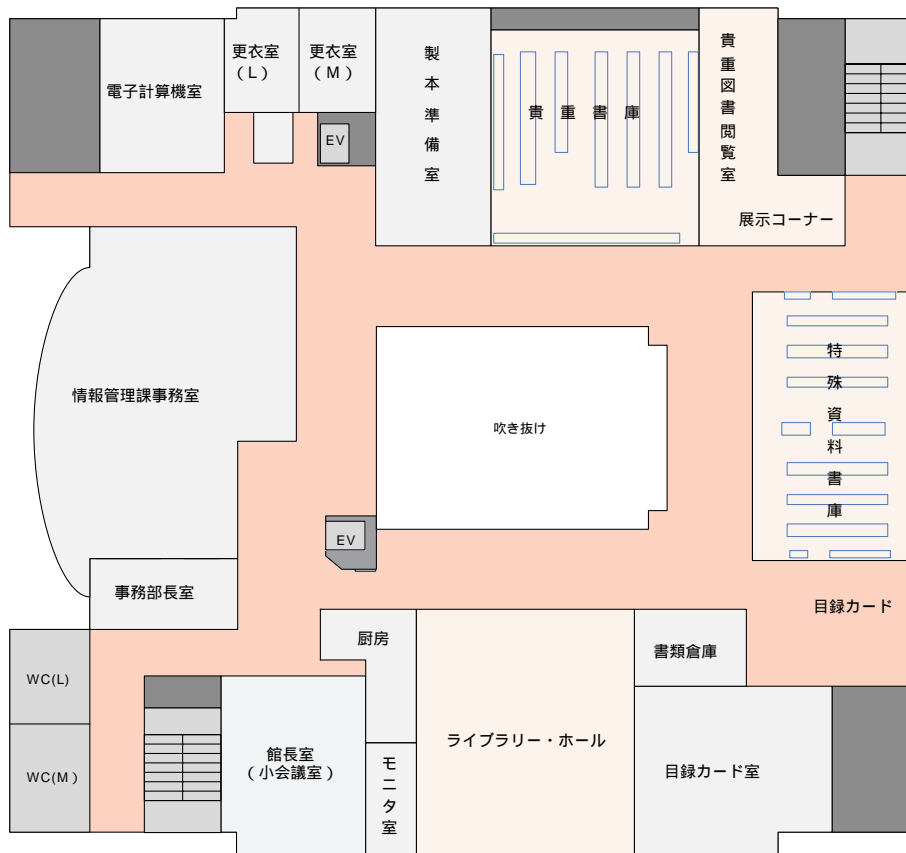 更衣室
(L)
更衣室
(M)
電子計算機室
EV
製本準備室
貴重書庫
貴重図書閲覧室
展示コーナー
情報管理課事務室
吹き抜け
特殊資料書庫
EV
事務部長室
目録カード
厨房
書類倉庫
WC(L)
WC(M)
館長室
(小会議室)
モニタ室
ライブラリー・ホール
目録カード室